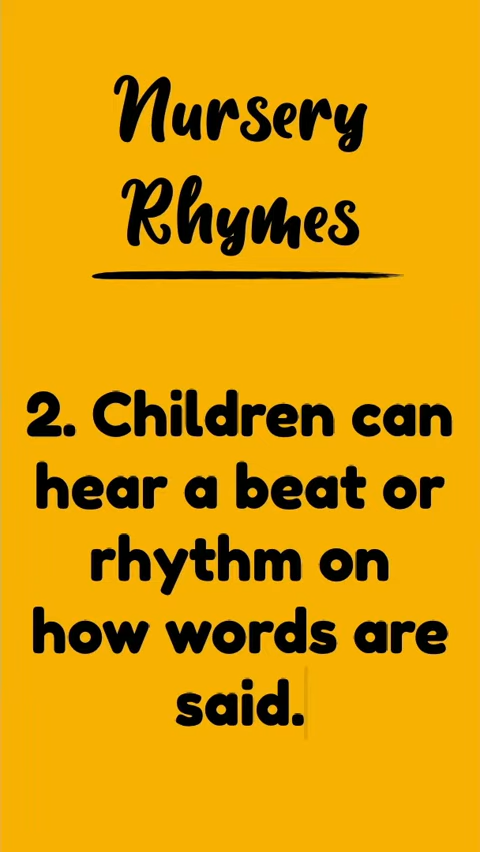 Nursery
Rhymes
2. Children can
hear a beat or
rhythm on
how words are
said.